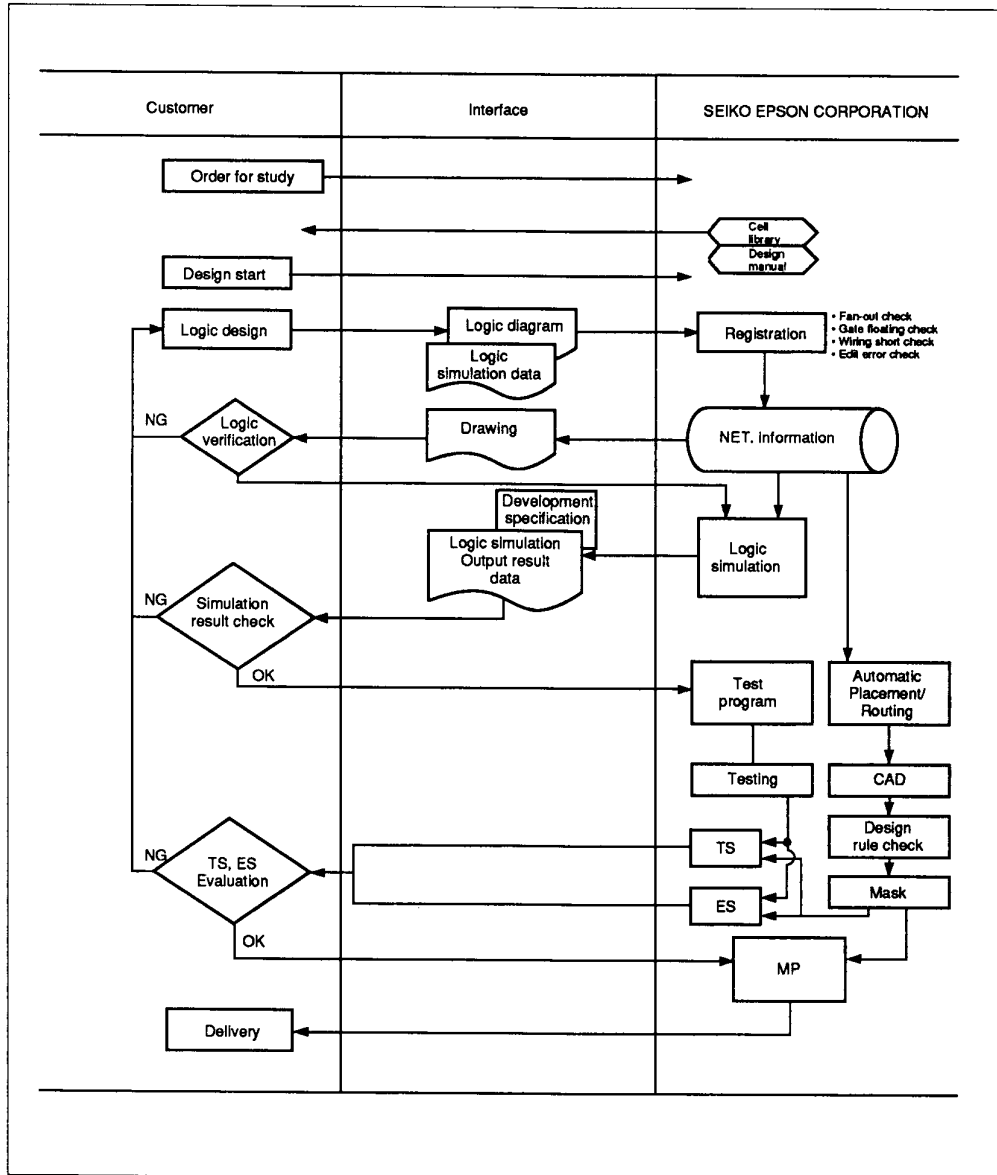 Customer
Interface
SEIKO EPSON CORPORATION
Order for study
Cell
library
Design
manual
Design start
Logic design
Logic diagram
Logic
simulation data
Registration
• Fan-out check
• Gate floating check
• Wiring short check
• Edit error check
NG
Logic
verification
Drawing
NET. information
Development
specification
Logic simulation
Output result
data
Logic
simulation
NG
Simulation
result check
OK
Test
program
Automatic
Placement/
Routing
Testing
CAD
NG
TS, ES
Evaluation
TS
Design
rule check
ES
Mask
OK
MP
Delivery